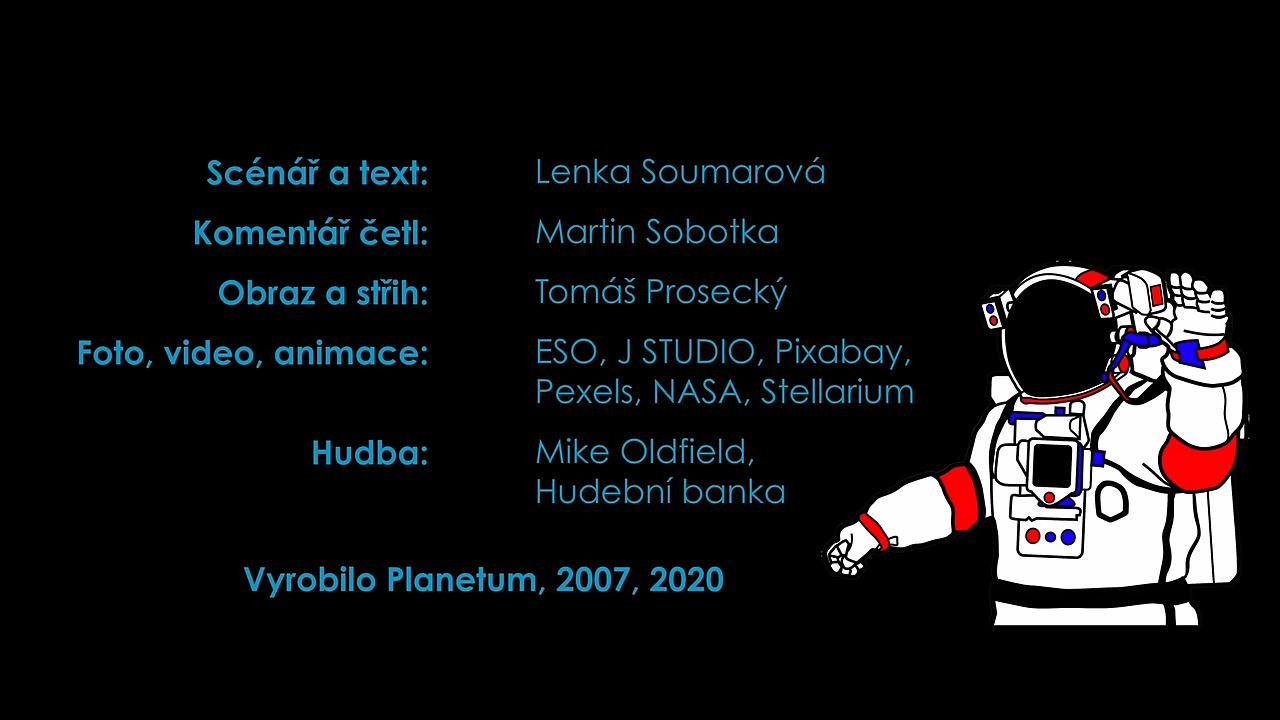 Scénář a text: Lenka Soumarová
Komentář četl: Martin Sobotka
Obraz a střih: Tomáš Prosecký
Foto, video, animace: ESO, J STUDIO, Pixabay,
Pexels, NASA, Stellarium
Hudba: Mike Oldfield,
Hudební banka
Vyrobilo Planetum, 2007, 2020